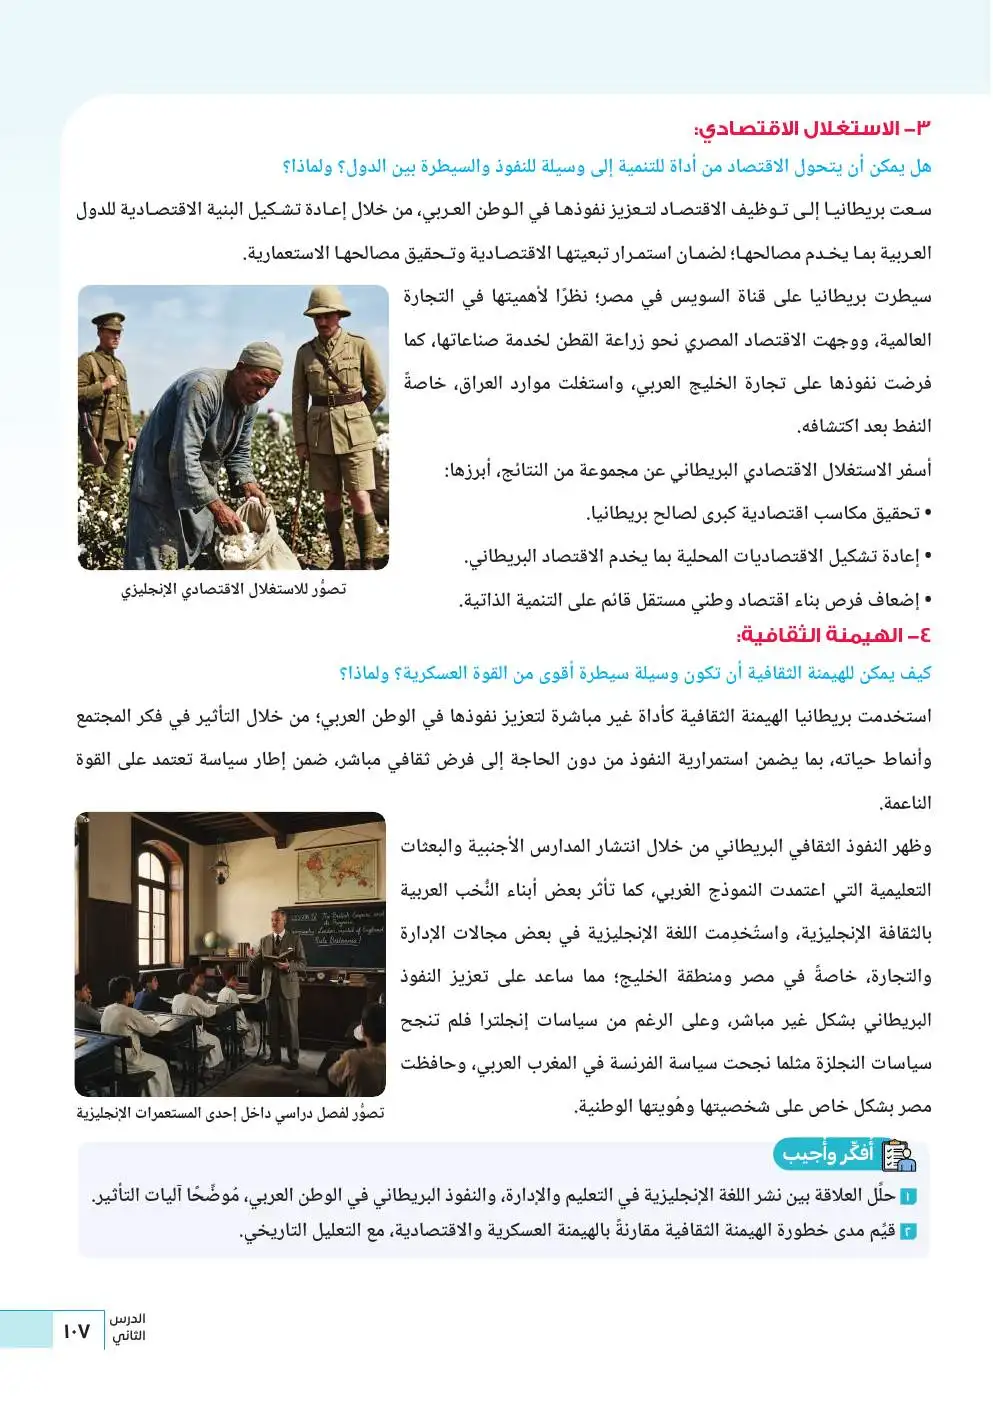 ٣- الاستغلال الاقتصادي:
هل يمكن أن يتحول الاقتصاد من أداة للتنمية إلى وسيلة للنفوذ والسيطرة بين الدول؟ ولماذا؟
سعت بريطانيا إلى توظيف الاقتصاد لتعزيز نفوذها في الوطن العربي، من خلال إعادة تشكيل البنية الاقتصادية للدول
العربية بما يخدم مصالحها؛ لضمان استمرار تبعيتها الاقتصادية وتحقيق مصالحها الاستعمارية.
سيطرت بريطانيا على قناة السويس في مصر؛ نظرًا لأهميتها في التجارة
العالمية، ووجهت الاقتصاد المصري نحو زراعة القطن لخدمة صناعاتها، كما
فرضت نفوذها على تجارة الخليج العربي، واستغلت موارد العراق، خاصةً
النفط بعد اكتشافه.
أسفر الاستغلال الاقتصادي البريطاني عن مجموعة من النتائج، أبرزها:
• تحقيق مكاسب اقتصادية كبرى لصالح بريطانيا.
• إعادة تشكيل الاقتصاديات المحلية بما يخدم الاقتصاد البريطاني.
• إضعاف فرص بناء اقتصاد وطني مستقل قائم على التنمية الذاتية.
تصوُّر للاستغلال الاقتصادي الإنجليزي
٤- الهيمنة الثقافية:
كيف يمكن للهيمنة الثقافية أن تكون وسيلة سيطرة أقوى من القوة العسكرية؟ ولماذا؟
استخدمت بريطانيا الهيمنة الثقافية كأداة غير مباشرة لتعزيز نفوذها في الوطن العربي؛ من خلال التأثير في فكر المجتمع
وأنماط حياته، بما يضمن استمرارية النفوذ من دون الحاجة إلى فرض ثقافي مباشر، ضمن إطار سياسة تعتمد على القوة
الناعمة.
وظهر النفوذ الثقافي البريطاني من خلال انتشار المدارس الأجنبية والبعثات
التعليمية التي اعتمدت النموذج الغربي، كما تأثر بعض أبناء النُّخب العربية
بالثقافة الإنجليزية، واستُخدِمت اللغة الإنجليزية في بعض مجالات الإدارة
والتجارة، خاصةً في مصر ومنطقة الخليج؛ مما ساعد على تعزيز النفوذ
البريطاني بشكل غير مباشر، وعلى الرغم من سياسات إنجلترا فلم تنجح
سياسات النجلزة مثلما نجحت سياسة الفرنسة في المغرب العربي، وحافظت
مصر بشكل خاص على شخصيتها وهُويتها الوطنية.
The British Empire and
Rule Britannia!
تصوُّر لفصل دراسي داخل إحدى المستعمرات الإنجليزية
أفكّر وأجيب
١ حلِّل العلاقة بين نشر اللغة الإنجليزية في التعليم والإدارة، والنفوذ البريطاني في الوطن العربي، مُوضِّحًا آليات التأثير.
٢ قيِّم مدى خطورة الهيمنة الثقافية مقارنةً بالهيمنة العسكرية والاقتصادية، مع التعليل التاريخي.
الدرس
الثاني
١٠٧